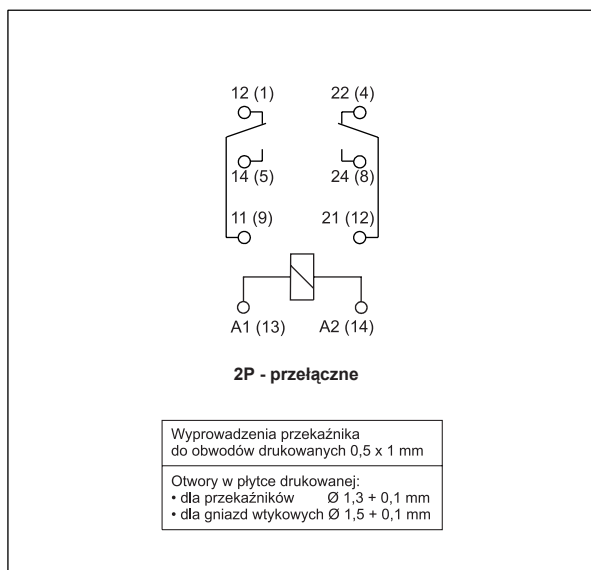 12 (1) 22 (4)
14 (5) 24 (8)
11 (9) 21 (12)
A1 (13) A2 (14)
2P - przełączne
Wyprowadzenia przekaźnika
do obwodów drukowanych 0,5 x 1 mm
Otwory w płytce drukowanej:
• dla przekaźników Ø 1,3 + 0,1 mm
• dla gniazd wtykowych Ø 1,5 + 0,1 mm